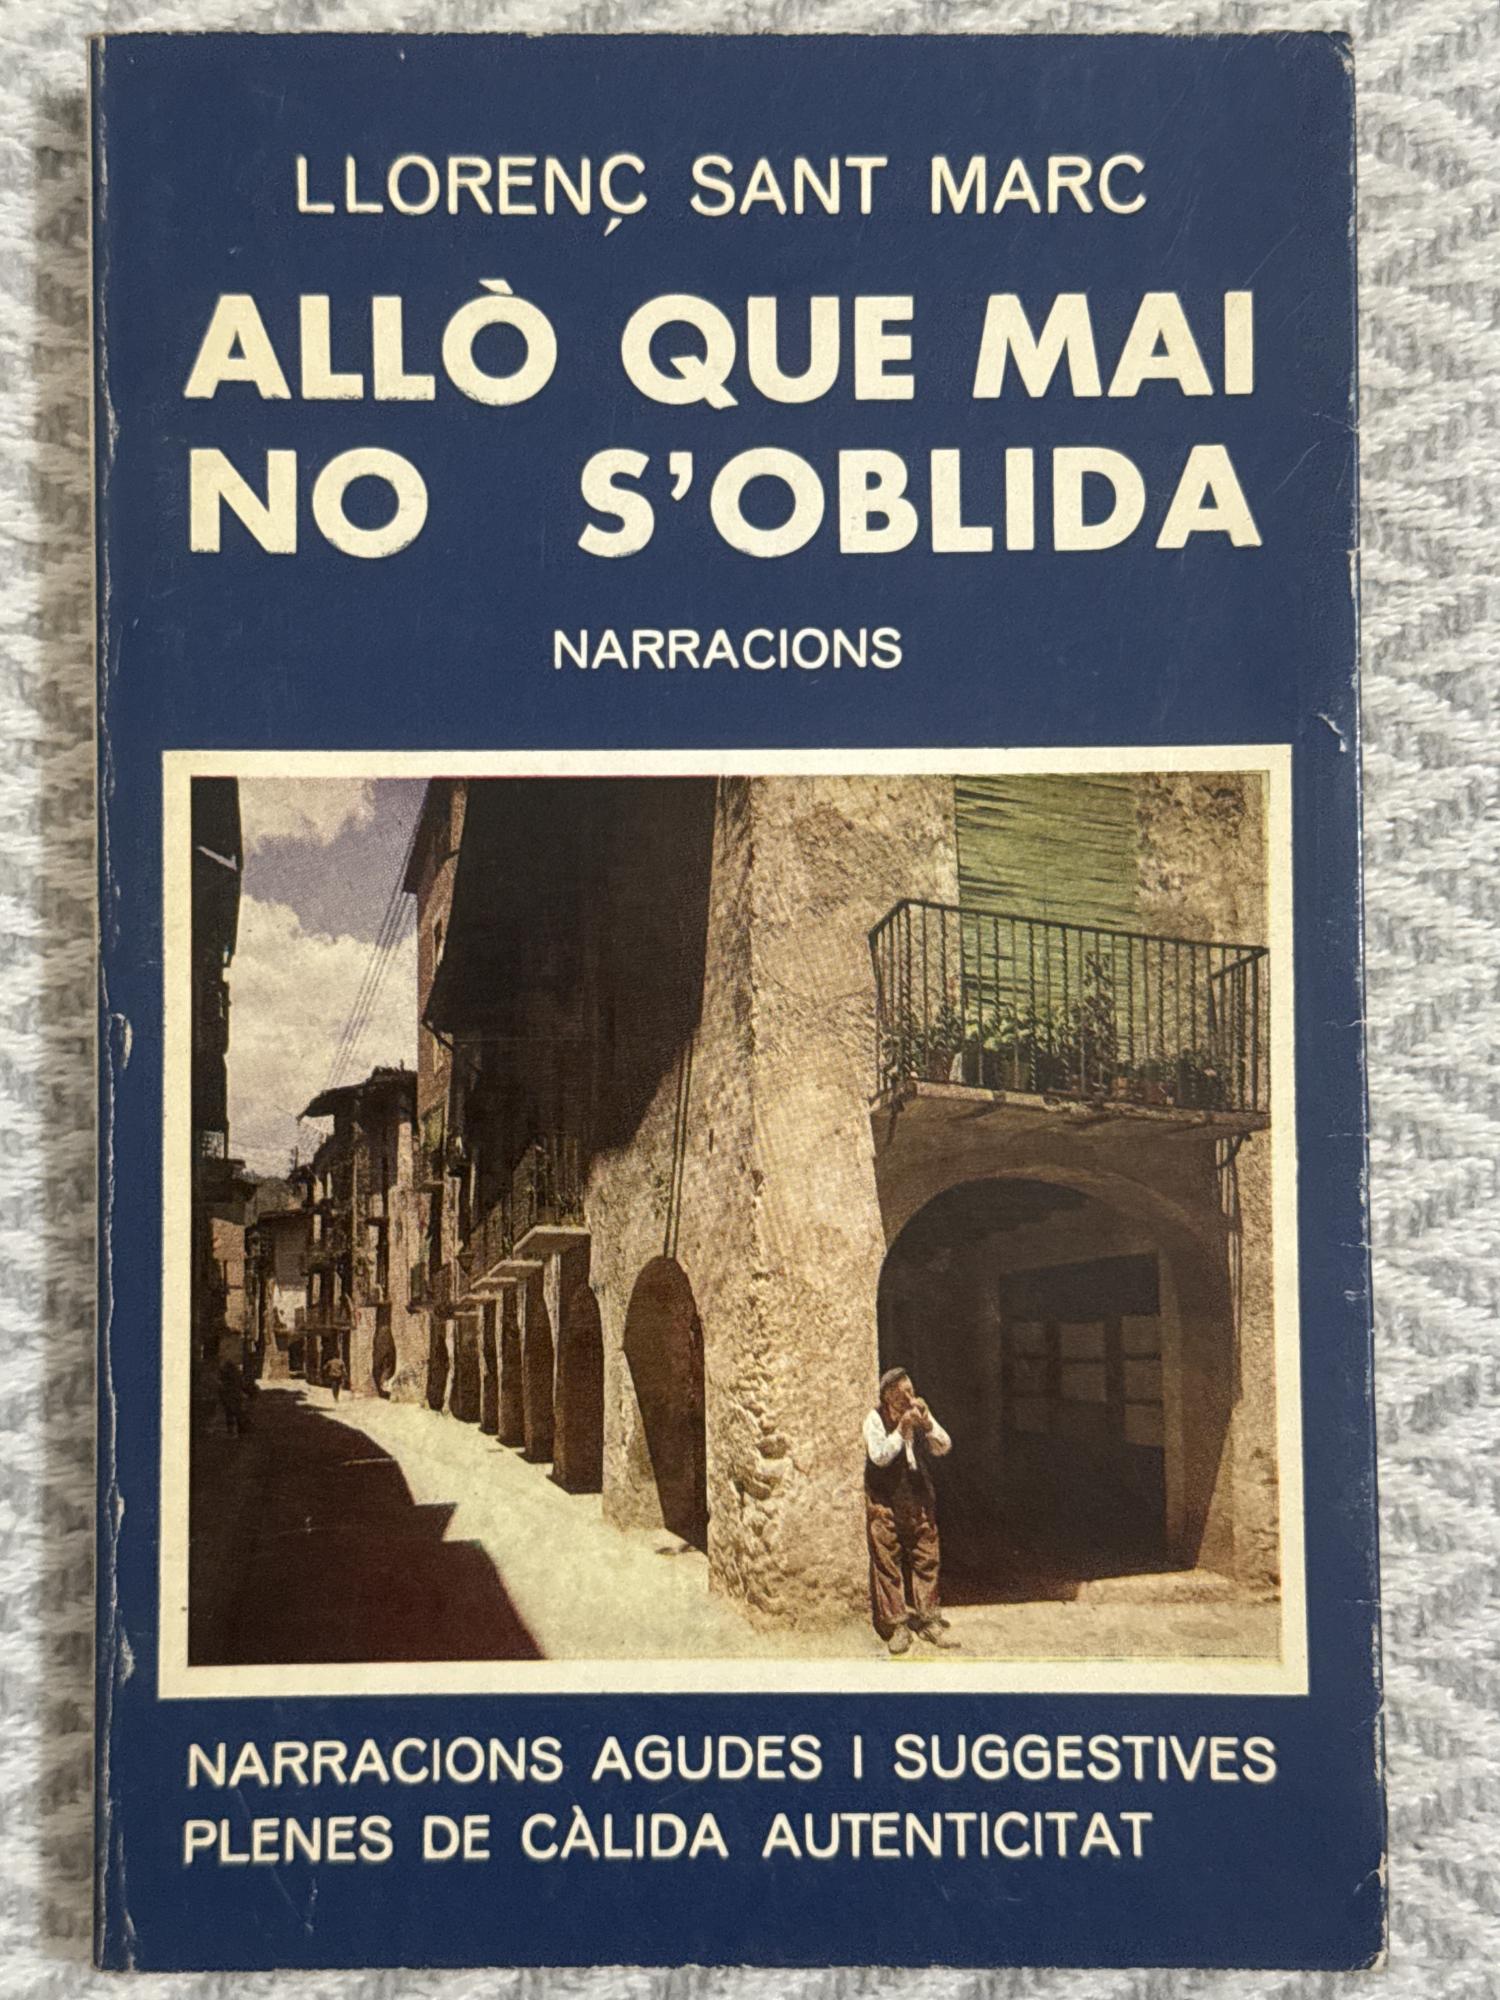 LLORENÇ SANT MARC
ALLÒ QUE MAI
NO S'OBLIDA
NARRACIONS
NARRACIONS AGUDES I SUGGESTIVES
PLENES DE CÀLIDA AUTENTICITAT